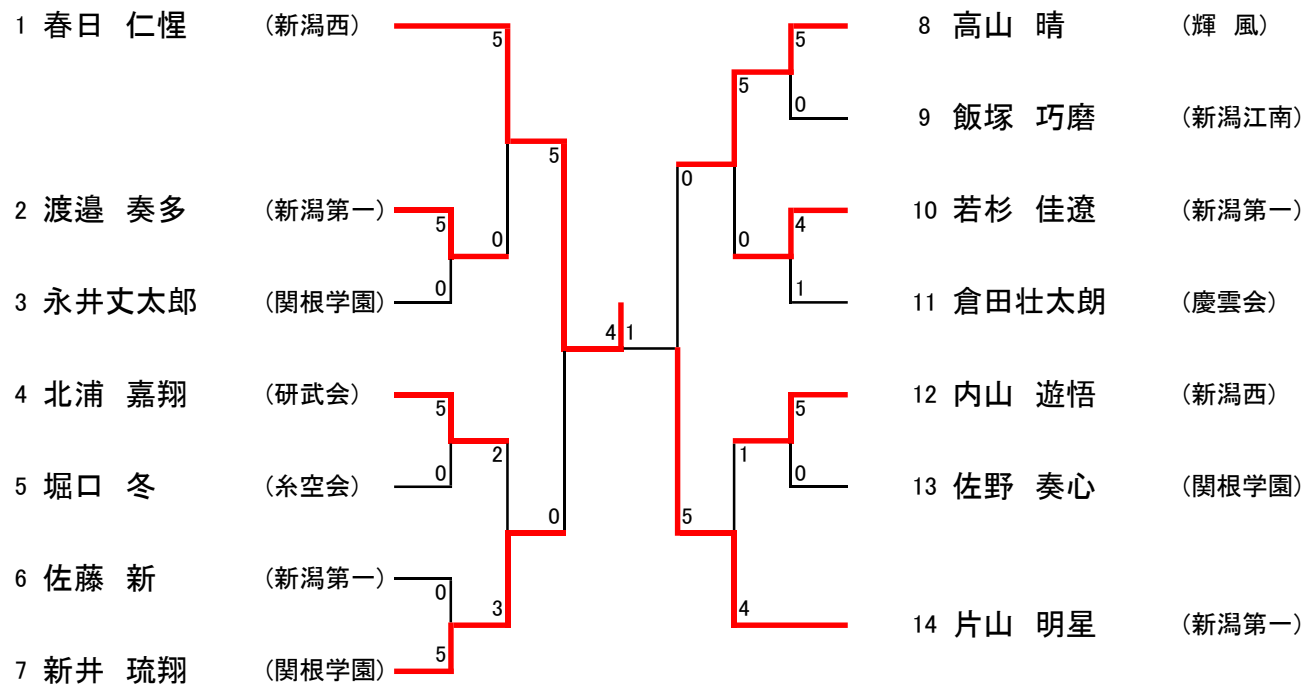 1 春日 仁惺 （新潟西）
5
5
2 渡邉 奏多 （新潟第一）
5
0
3 永井丈太郎 （関根学園）
0
4 1
4 北浦 嘉翔 （研武会）
5
2
5 堀口 冬 （糸空会）
0
0
6 佐藤 新 （新潟第一）
0
3
7 新井 琉翔 （関根学園）
5
8 高山 晴 （輝 風）
5
5
9 飯塚 巧磨 （新潟江南）
0
0
10 若杉 佳遼 （新潟第一）
4
0
11 倉田壮太朗 （慶雲会）
1
12 内山 遊悟 （新潟西）
5
1
13 佐野 奏心 （関根学園）
0
5
14 片山 明星 （新潟第一）
4